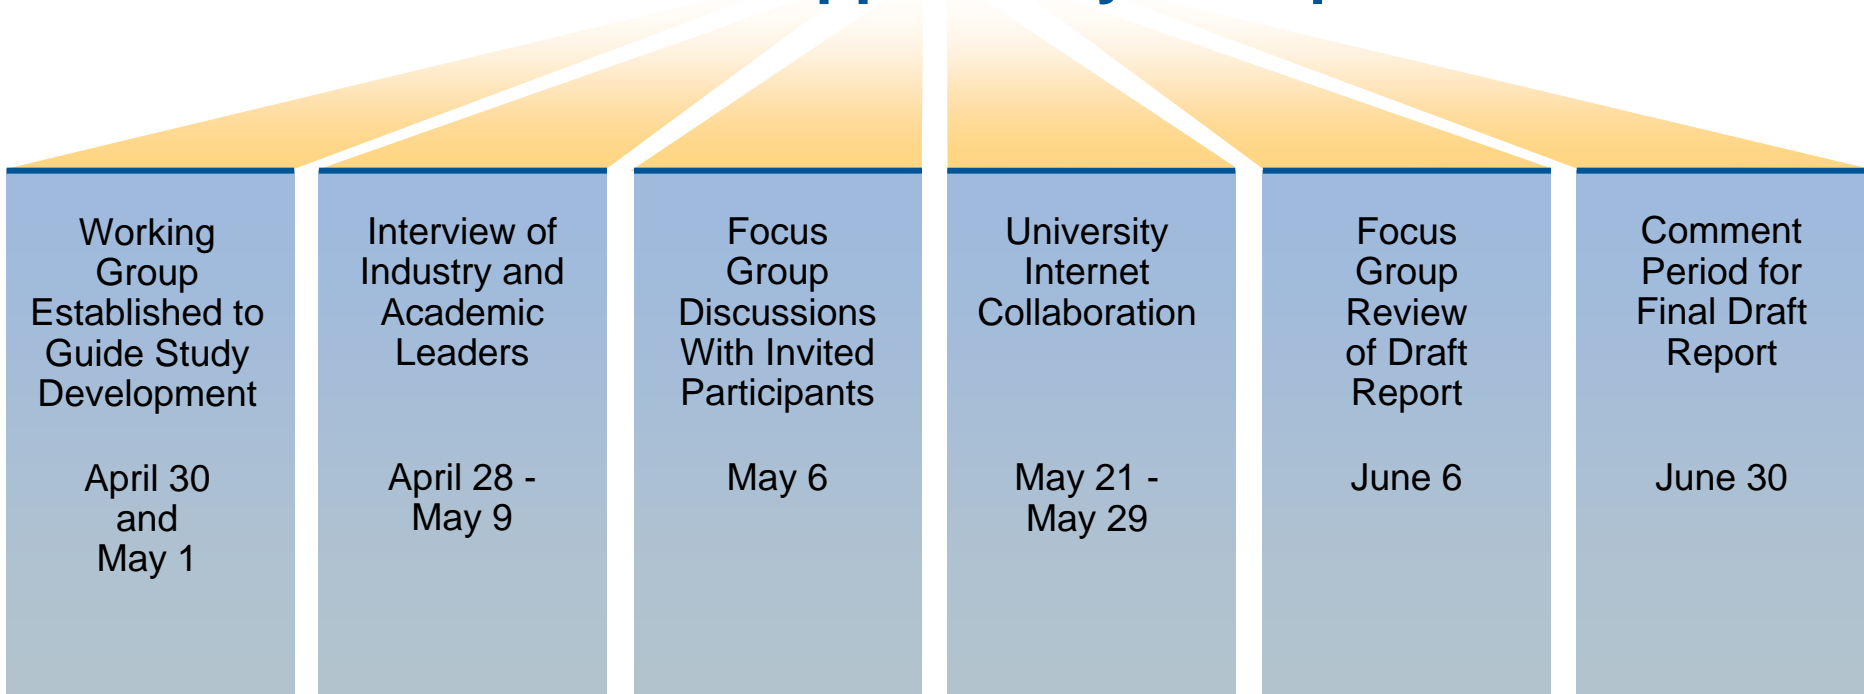 Working
Group
Established to
Guide Study
Development
April 30
and
May 1
Interview of
Industry and
Academic
Leaders
April 28 -
May 9
Focus
Group
Discussions
With Invited
Participants
May 6
University
Internet
Collaboration
May 21 -
May 29
Focus
Group
Review
of Draft
Report
June 6
Comment
Period for
Final Draft
Report
June 30